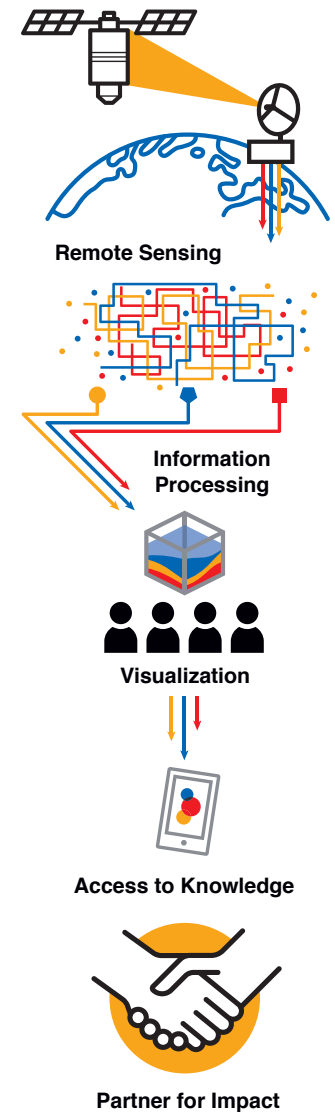 Remote Sensing
Information
Processing
Visualization
Access to Knowledge
Partner for Impact